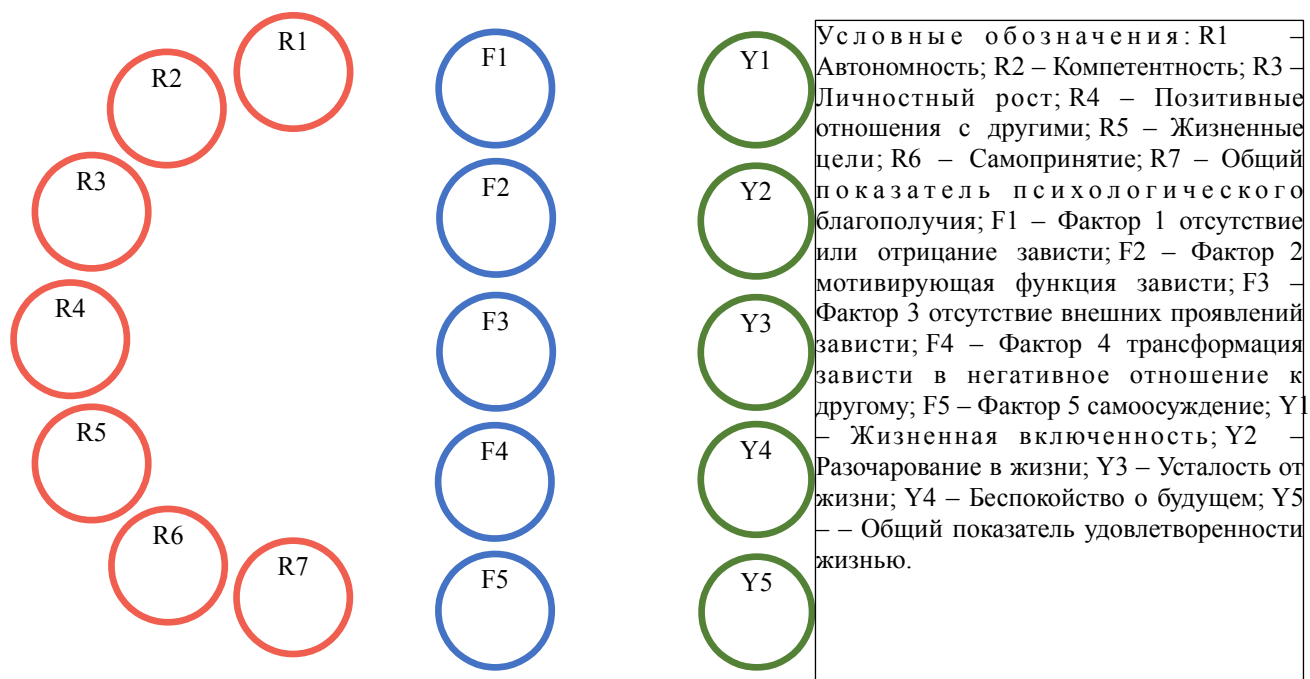 R1
R2
R3
R4
R5
R6
R7
F1
F2
F3
F4
F5
Y1
Y2
Y3
Y4
Y5
Условные обозначения: R1 –
Автономность; R2 – Компетентность; R3 –
Личностный рост; R4 – Позитивные
отношения с другими; R5 – Жизненные
цели; R6 – Самопринятие; R7 – Общий
показатель психологического
благополучия; F1 – Фактор 1 отсутствие
или отрицание зависти; F2 – Фактор 2
мотивирующая функция зависти; F3 –
Фактор 3 отсутствие внешних проявлений
зависти; F4 – Фактор 4 трансформация
зависти в негативное отношение к
другому; F5 – Фактор 5 самоосуждение; Y1
– Жизненная включенность; Y2 –
Разочарование в жизни; Y3 – Усталость от
жизни; Y4 – Беспокойство о будущем; Y5
– – Общий показатель удовлетворенности
жизнью.